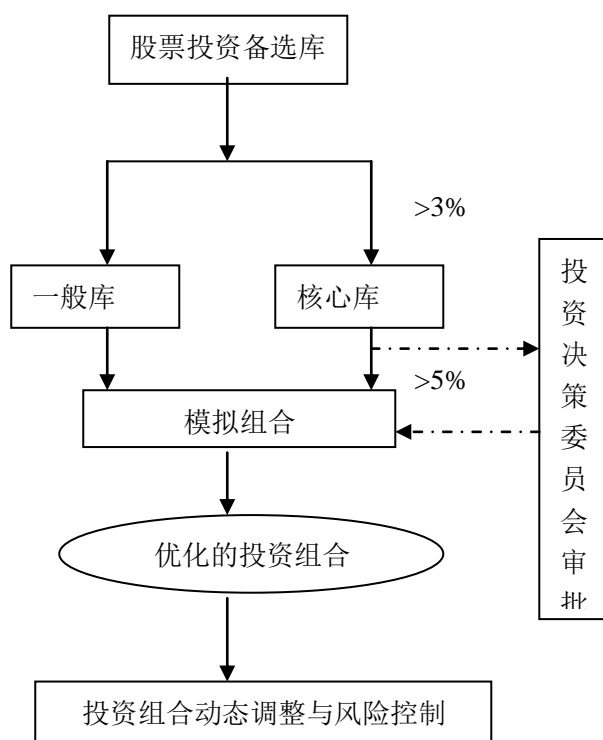 股票投资备选库
>3%
一般库
核心库
投资决策委员会审批
>5%
模拟组合
优化的投资组合
投资组合动态调整与风险控制